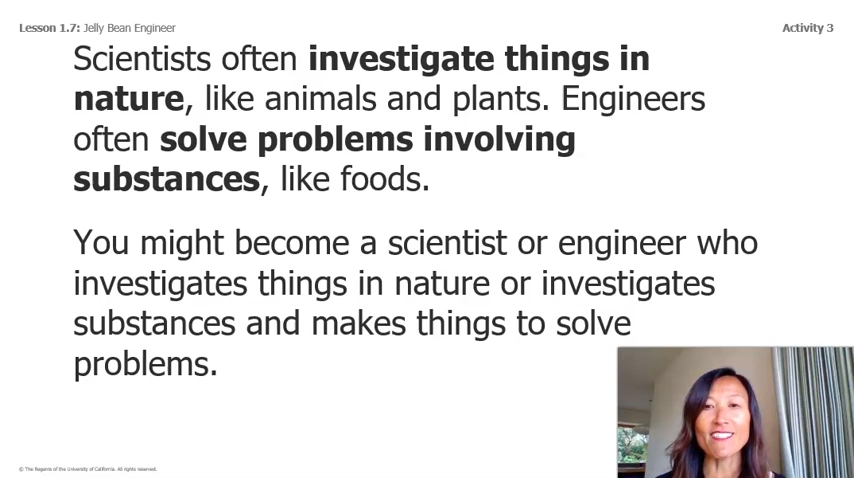 Lesson 1.7: Jelly Bean Engineer
Activity 3
Scientists often investigate things in
nature, like animals and plants. Engineers
often solve problems involving
substances, like foods.
You might become a scientist or engineer who
investigates things in nature or investigates
substances and makes things to solve
problems.
© The Regents of the University of California. All rights reserved.